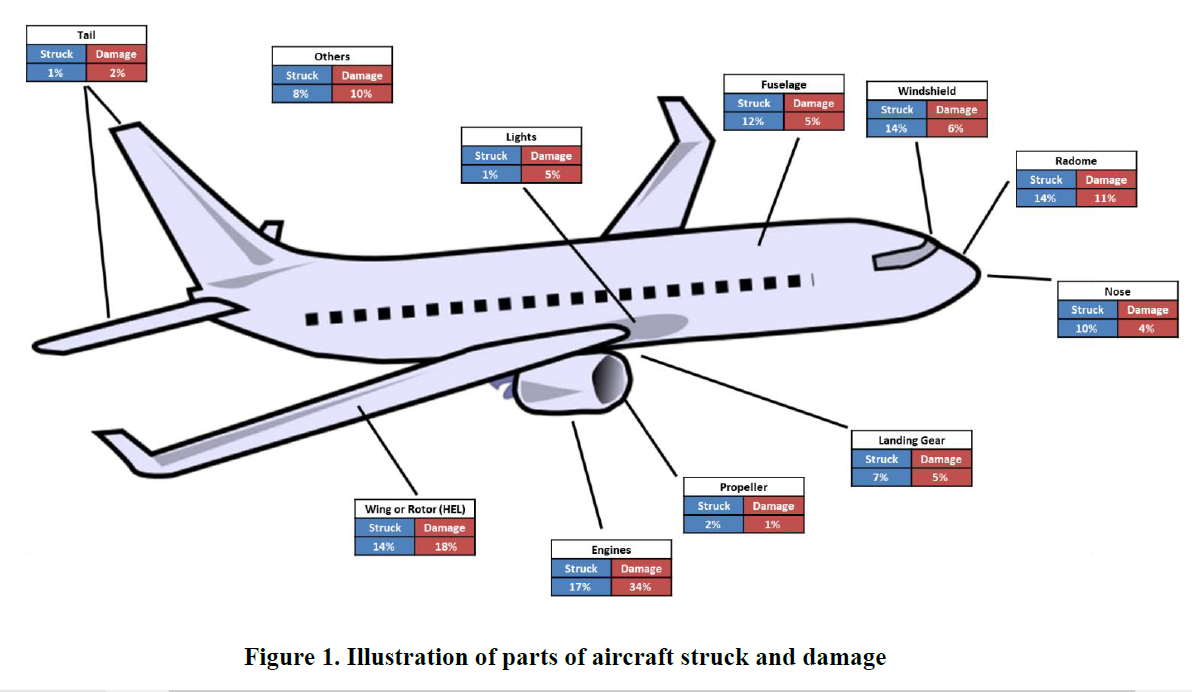 Tail
Struck Damage
1% 2%
Others
Struck Damage
8% 10%
Lights
Struck Damage
1% 5%
Fuselage
Struck Damage
12% 5%
Windshield
Struck Damage
14% 6%
Radome
Struck Damage
14% 11%
Nose
Struck Damage
10% 4%
Landing Gear
Struck Damage
7% 5%
Propeller
Struck Damage
2% 1%
Wing or Rotor (HEL)
Struck Damage
14% 18%
Engines
Struck Damage
17% 34%
Figure 1. Illustration of parts of aircraft struck and damage